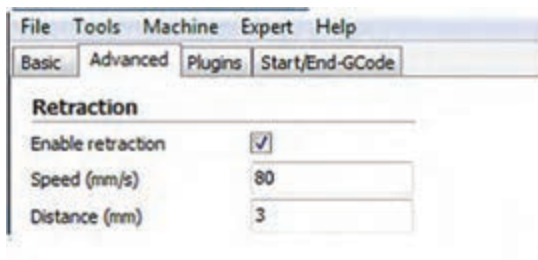 File Tools Machine Expert Help
Basic Advanced Plugins Start/End-GCode
Retraction
Enable retraction
Speed (mm/s) 80
Distance (mm) 3